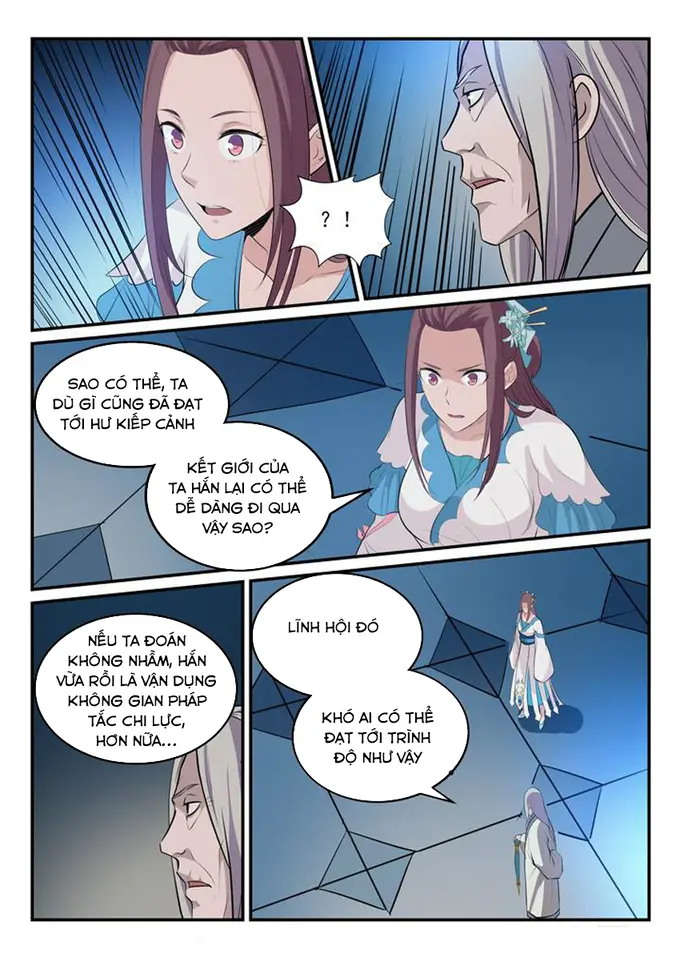 ? !
SAO CÓ THỂ, TA
DÙ GÌ CŨNG ĐÃ ĐẠT
TỚI HƯ KIẾP CẢNH
KẾT GIỚI CỦA
TA HẮN LẠI CÓ THỂ
DỄ DÀNG ĐI QUA
VẬY SAO?
NẾU TA ĐOÁN
KHÔNG NHẦM, HẮN
VỪA RỒI LÀ VẬN DỤNG
KHÔNG GIAN PHÁP
TẮC CHI LỰC,
HƠN NỮA...
LĨNH HỘI ĐÓ
KHÓ AI CÓ THỂ
ĐẠT TỚI TRÌNH
ĐỘ NHƯ VẬY